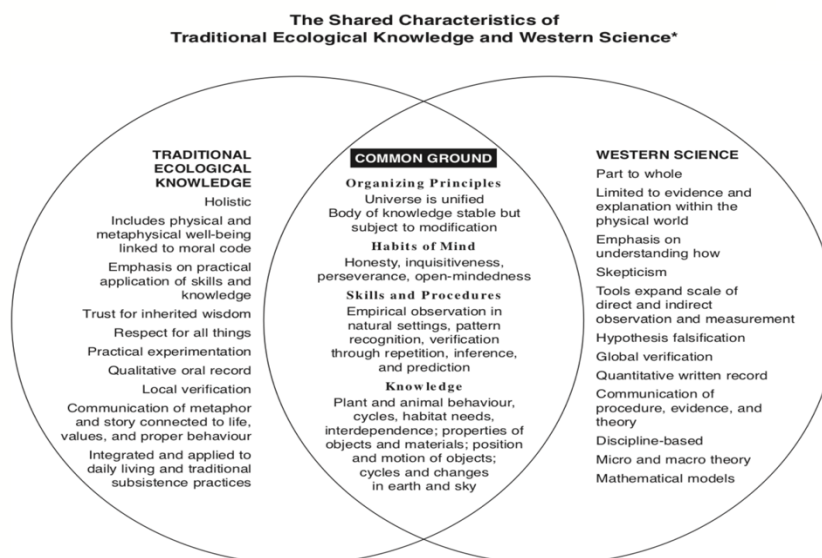 The Shared Characteristics of
Traditional Ecological Knowledge and Western Science*
TRADITIONAL
ECOLOGICAL
KNOWLEDGE
Holistic
Includes physical and
metaphysical well-being
linked to moral code
Emphasis on practical
application of skills and
knowledge
Trust for inherited wisdom
Respect for all things
Practical experimentation
Qualitative oral record
Local verification
Communication of metaphor
and story connected to life,
values, and proper behaviour
Integrated and applied to
daily living and traditional
subsistence practices
COMMON GROUND
Organizing Principles
Universe is unified
Body of knowledge stable but
subject to modification
Habits of Mind
Honesty, inquisitiveness,
perseverance, open-mindedness
Skills and Procedures
Empirical observation in
natural settings, pattern
recognition, verification
through repetition, inference,
and prediction
Knowledge
Plant and animal behaviour,
cycles, habitat needs,
interdependence; properties of
objects and materials; position
and motion of objects;
cycles and changes
in earth and sky
WESTERN SCIENCE
Part to whole
Limited to evidence and
explanation within the
physical world
Emphasis on
understanding how
Skepticism
Tools expand scale of
direct and indirect
observation and measurement
Hypothesis falsification
Global verification
Quantitative written record
Communication of
procedure, evidence, and
theory
Discipline-based
Micro and macro theory
Mathematical models